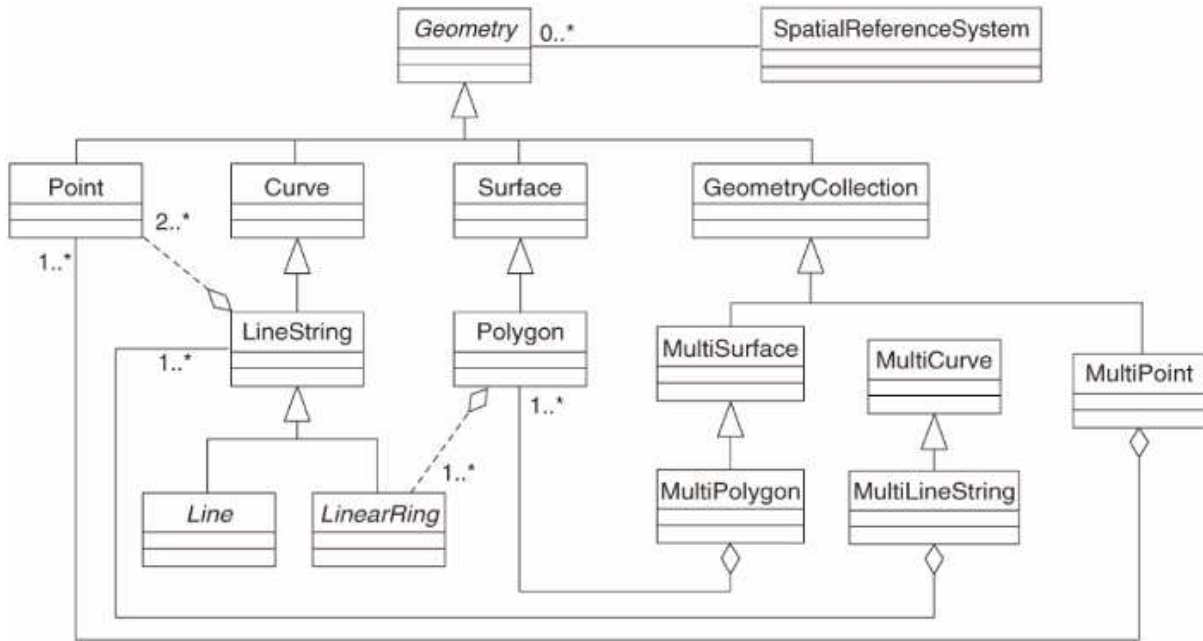 Geometry
0..*
SpatialReferenceSystem
Point
Curve
Surface
GeometryCollection
2..*
1..*
LineString
Polygon
MultiSurface
MultiCurve
MultiPoint
1..*
1..*
1..*
Line
LinearRing
MultiPolygon
MultiLineString